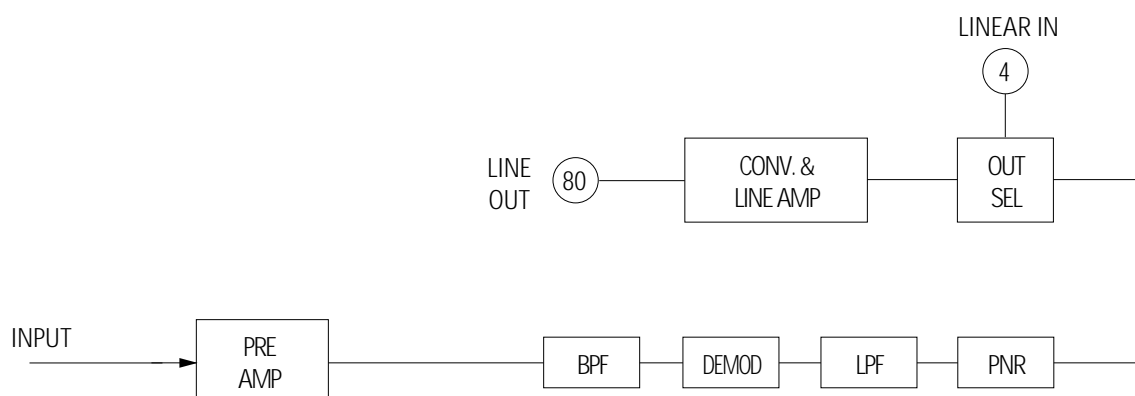 LINEAR IN
4
LINE
OUT
80
CONV. &
LINE AMP
OUT
SEL
INPUT
PRE
AMP
BPF
DEMOD
LPF
PNR